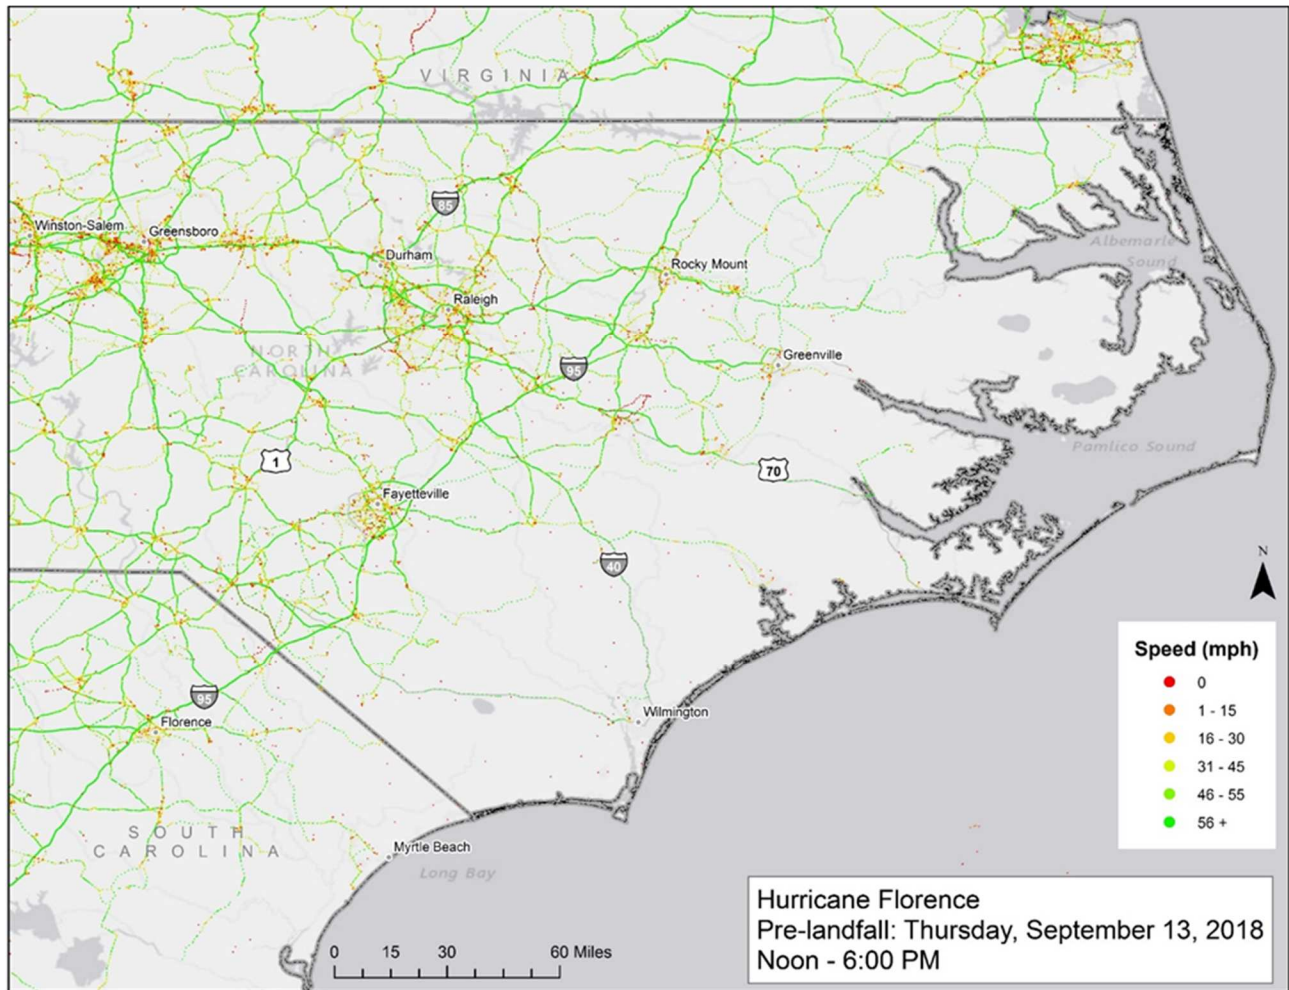 VIRGINIA
85
Winston-Salem
Greensboro
Durham
Raleigh
Rocky Mount
Albemarle
Sound
NORTH
CAROLINA
95
Greenville
1
70
Pamlico Sound
Fayetteville
40
N
95
Florence
Wilmington
SOUTH
CAROLINA
Myrtle Beach
Long Bay
Speed (mph)
0
1 - 15
16 - 30
31 - 45
46 - 55
56 +
0 15 30 60 Miles
Hurricane Florence
Pre-landfall: Thursday, September 13, 2018
Noon - 6:00 PM